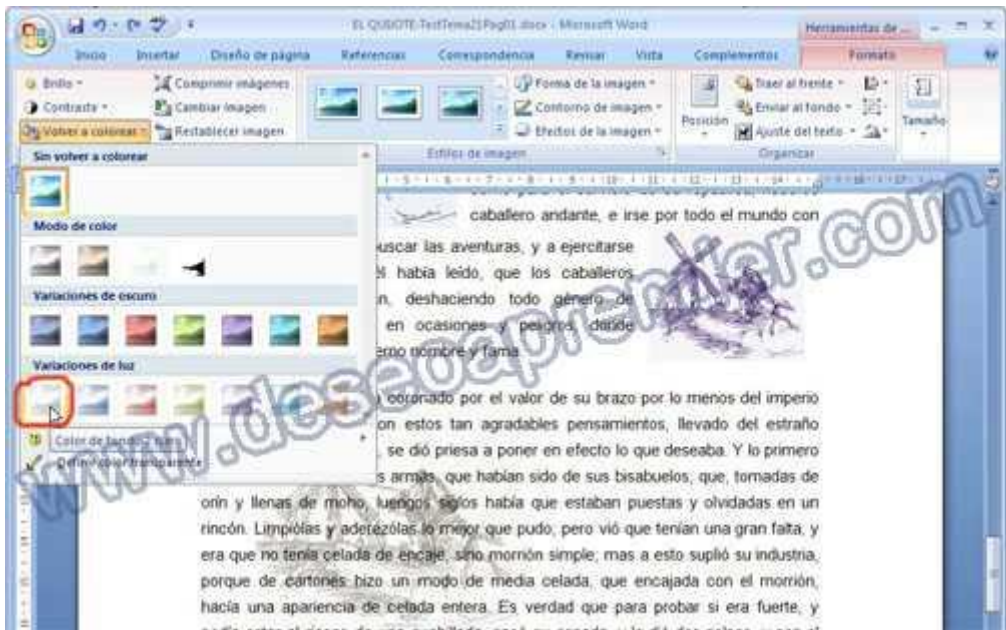 EL QUIJOTE-TestTema21Pag01.docx - Microsoft Word
Herramientas de ...
Inicio Insertar Diseño de página Referencias Correspondencia Revisar Vista Complementos Formato
Brillo
Contraste
Volver a colorear
Comprimir imágenes
Cambiar imagen
Restablecer imagen
Forma de la imagen
Contorno de imagen
Efectos de la imagen
Estilos de imagen
Posición
Traer al frente
Enviar al fondo
Ajuste del texto
Organizar
Tamaño
Sin volver a colorear
Modo de color
Variaciones de oscuro
Variaciones de luz
Color de fondo 2 claro
Definir color transparente
caballero andante, e irse por todo el mundo con
buscar las aventuras, y a ejercitarse
había leído, que los caballeros
deshaciendo todo género de
en ocasiones y peligros, donde
nombre y fama.
coronado por el valor de su brazo por lo menos del imperio
con estos tan agradables pensamientos, llevado del estraño
, se dió priesa a poner en efecto lo que deseaba. Y lo primero
armas, que habían sido de sus bisabuelos, que, tomadas de
orín y llenas de moho, luengos siglos había que estaban puestas y olvidadas en un
rincón. Limpiólas y aderezólas lo mejor que pudo, pero vió que tenían una gran falta, y
era que no tenía celada de encaje, sino morrión simple; mas a esto suplió su industria,
porque de cartones hizo un modo de media celada, que encajada con el morrión,
hacía una apariencia de celada entera. Es verdad que para probar si era fuerte, y
www.deseoaprender.com